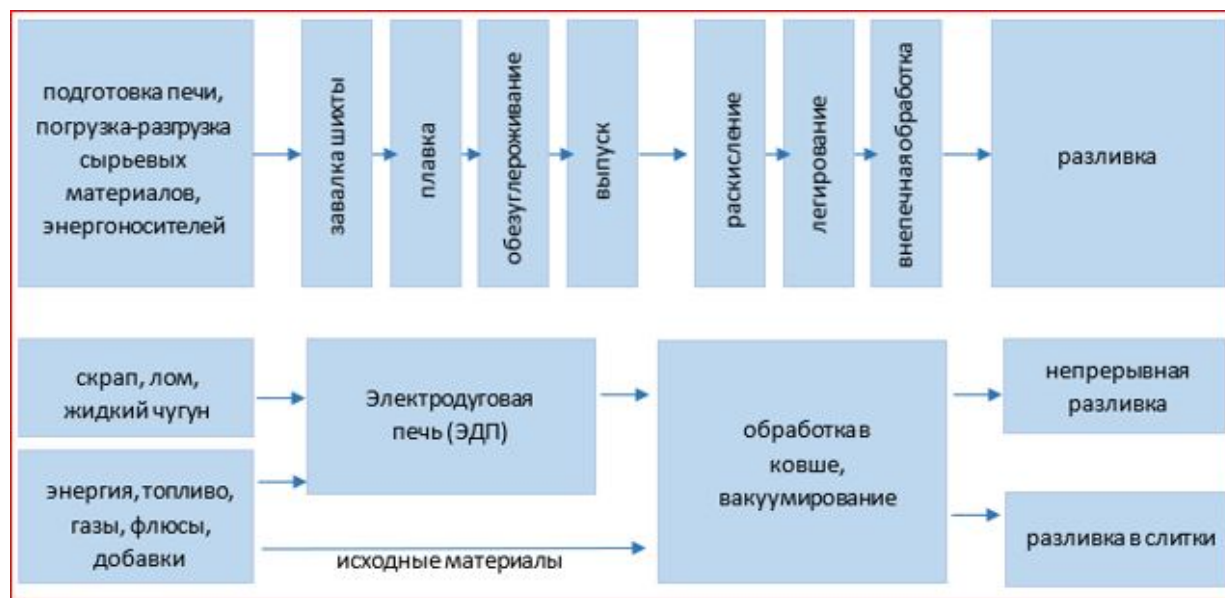 подготовка печи,
погрузка-разгрузка
сырьевых
материалов,
энергоносителей
завалка шихты
плавка
обезуглероживание
выпуск
раскисление
легирование
внепечная обработка
разливка
скрап, лом,
жидкий чугун
энергия, топливо,
газы, флюсы,
добавки
Электродуговая
печь (ЭДП)
исходные материалы
обработка в
ковше,
вакуумирование
непрерывная
разливка
разливка в слитки